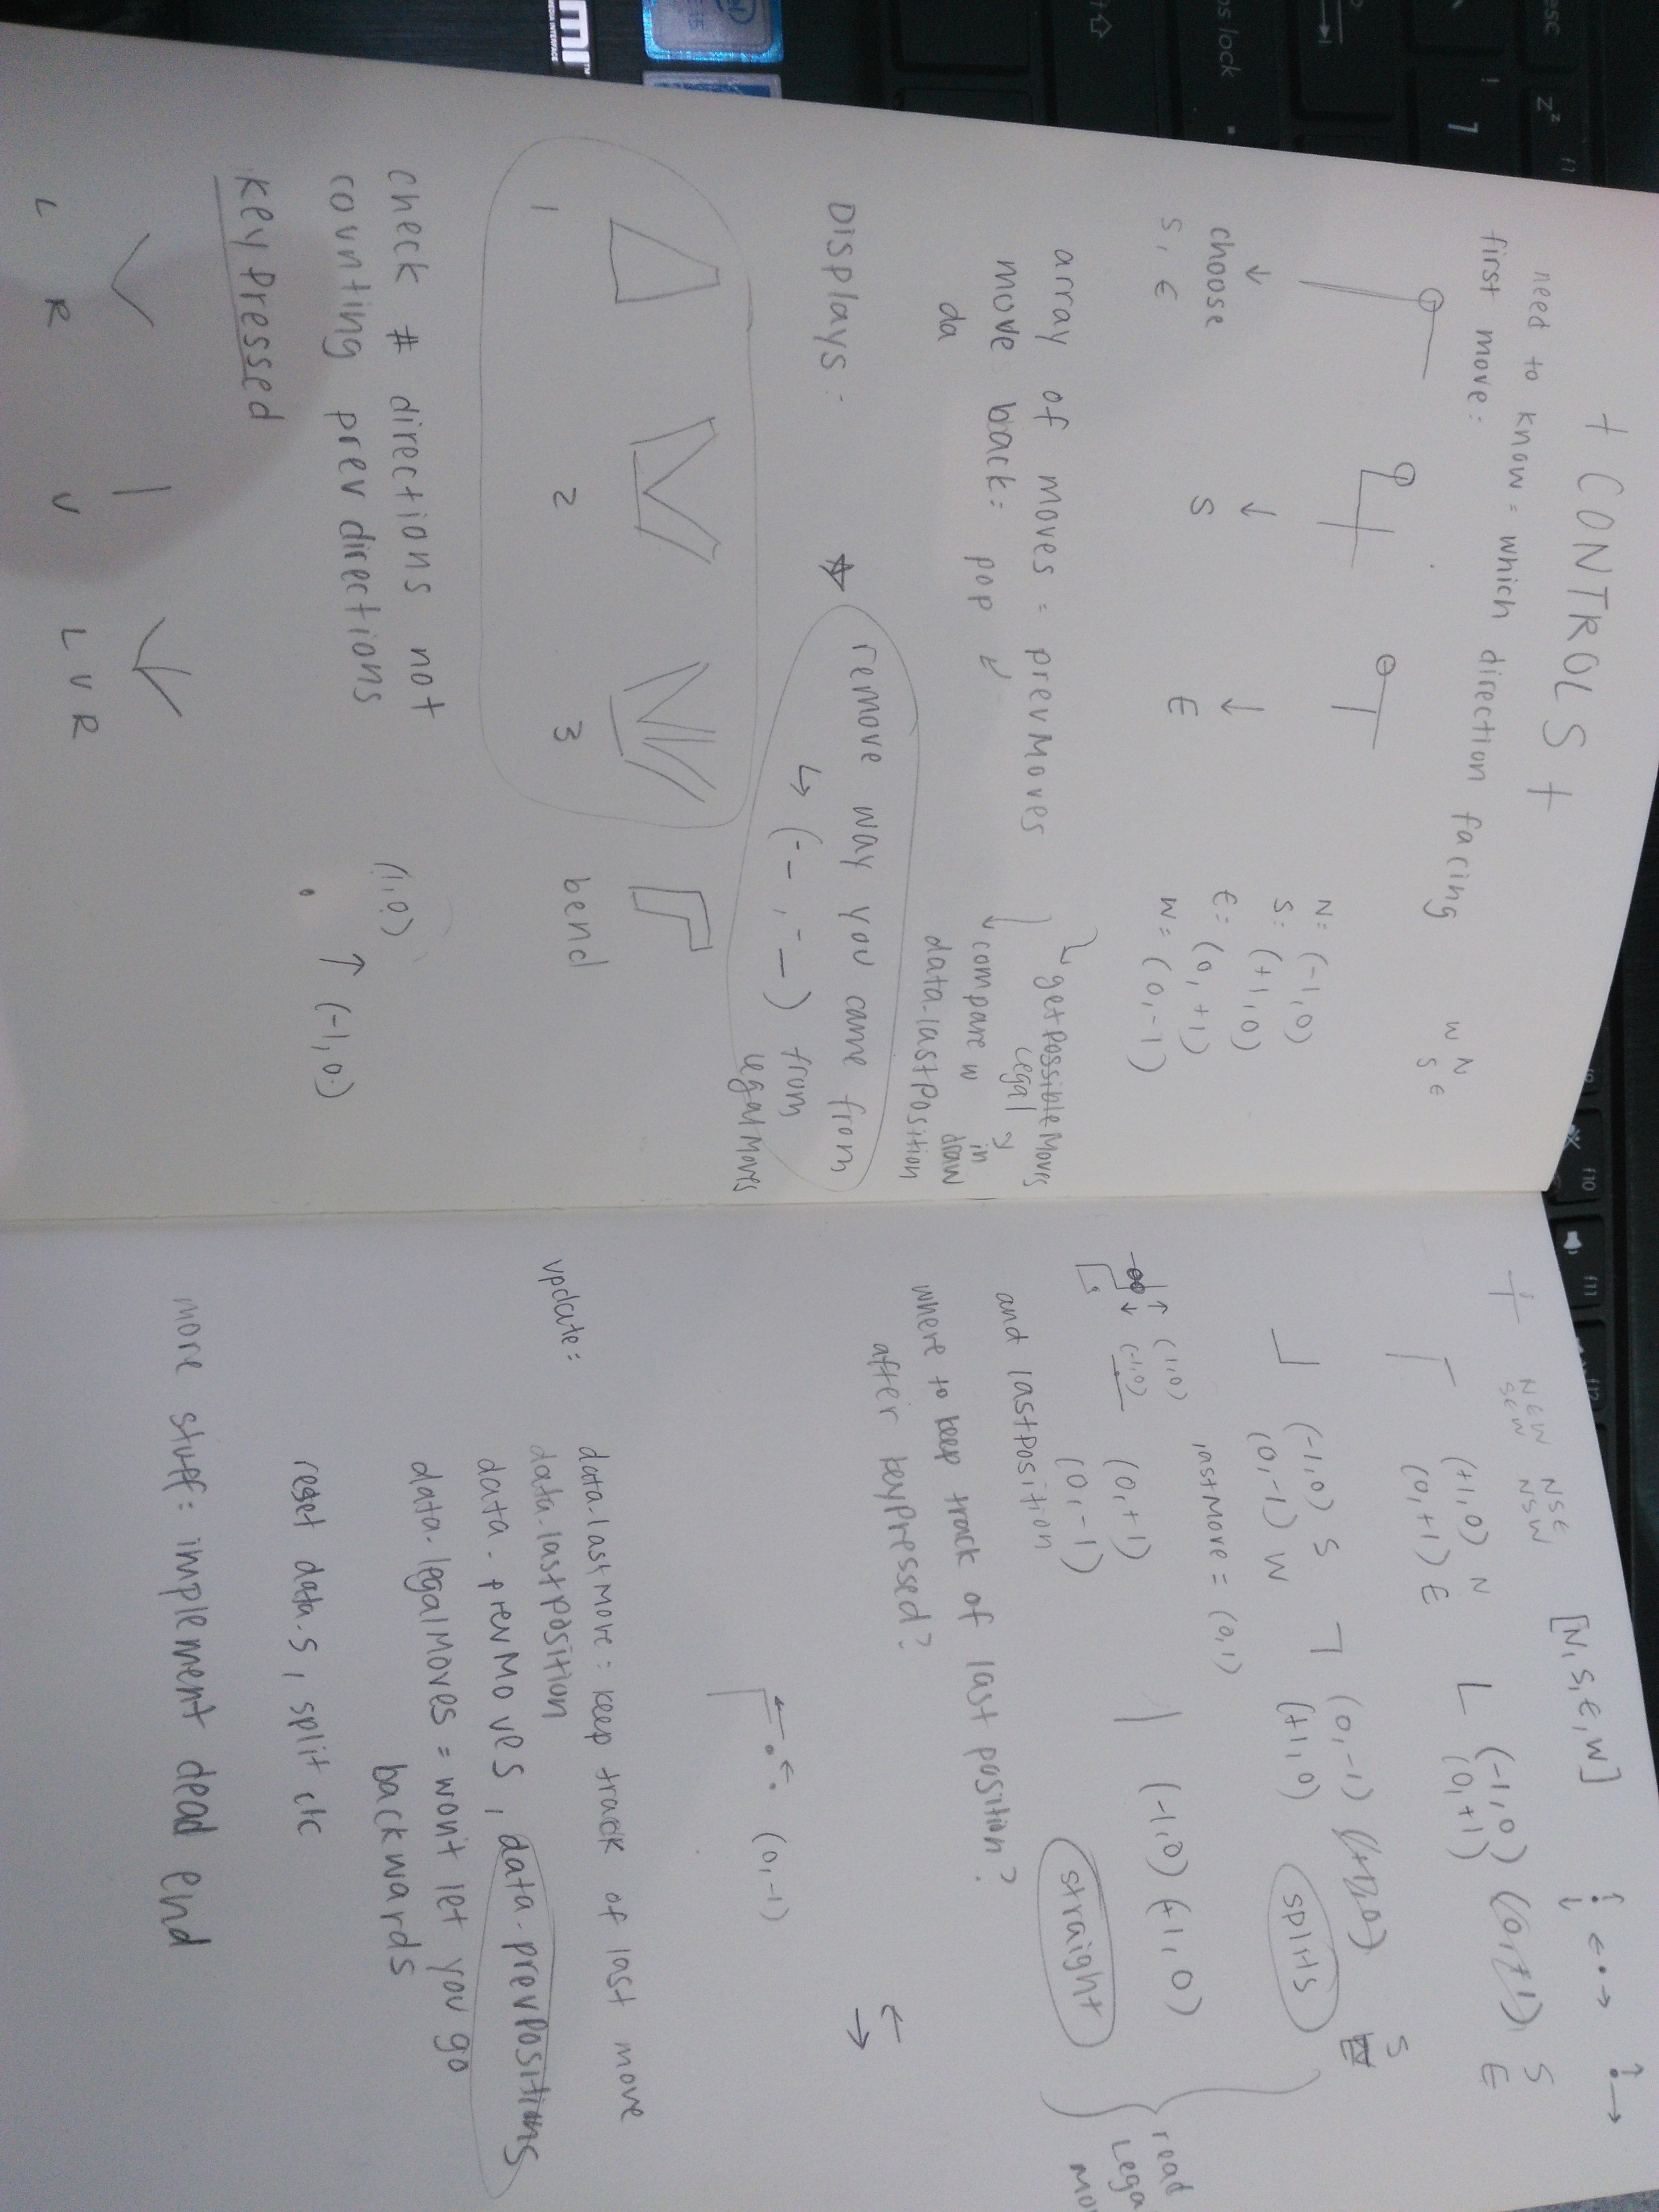 + CONTROLS +
need to know = which direction facing
first move:
W N
S E
choose
S, E
S
E
N: (-1,0)
S: (+1,0)
E: (0,+1)
W: (0,-1)
array of moves = prevMoves
move back: pop
da
getPossibleMoves
legal
compare w
data.lastPosition
in
draw
Displays:
remove way you came from
(-_, -_) from
legalMoves
1
2
3
bend
check # directions not
counting prev directions
(1,0)
(-1,0)
keyPressed
L R
U
L U R
[N,S,E,W]
NEW NSE,
SEW NSW
(+1,0) N
(0,+1) E
(-1,0)
(0,+1)
S
E
(-1,0) S
(0,-1) W
(0,-1)
(+1,0)
S
splits
lastMove = (0,1)
(1,0)
(-1,0)
(0,+1)
(0,-1)
(-1,0) (+1,0)
straight
read
Lega
Mo
and lastPosition
where to keep track of last position?
after keyPressed?
(0,-1)
update:
data.lastMove: keep track of last move
data.lastPosition
data.prevMoves, data.prevPositions
data.legalMoves = wont let you go
backwards
reset data.s, split etc
more stuff: implement dead end
esc
f1
f10
f11
f12
caps lock
Z
1
HDMI